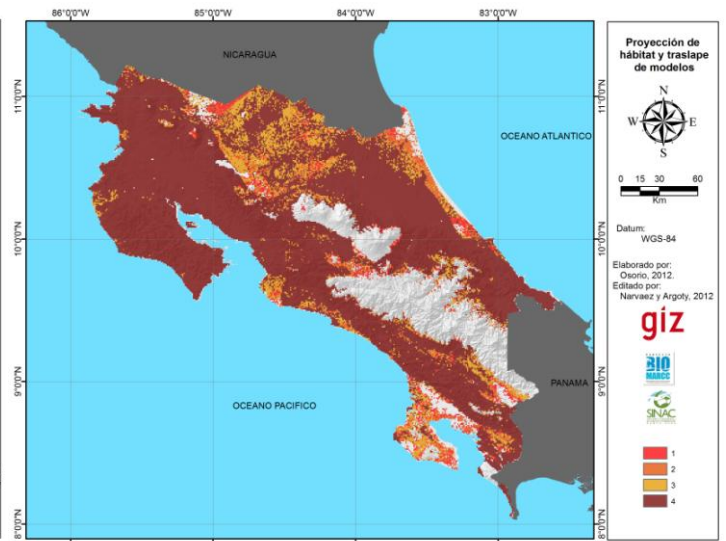 86°0'0"W 85°0'0"W 84°0'0"W 83°0'0"W
NICARAGUA
11°0'0"N
11°0'0"N
OCEANO ATLANTICO
10°0'0"N
10°0'0"N
9°0'0"N
9°0'0"N
OCEANO PACIFICO
PANAMA
8°0'0"N
8°0'0"N
Proyección de
hábitat y traslape
de modelos
N
W E
S
0 15 30 60
Km
Datum:
WGS-84
Elaborado por:
Osorio, 2012.
Editado por:
Narvaez y Argoty, 2012
giz
BIO
MARCC
SINAC
1
2
3
4